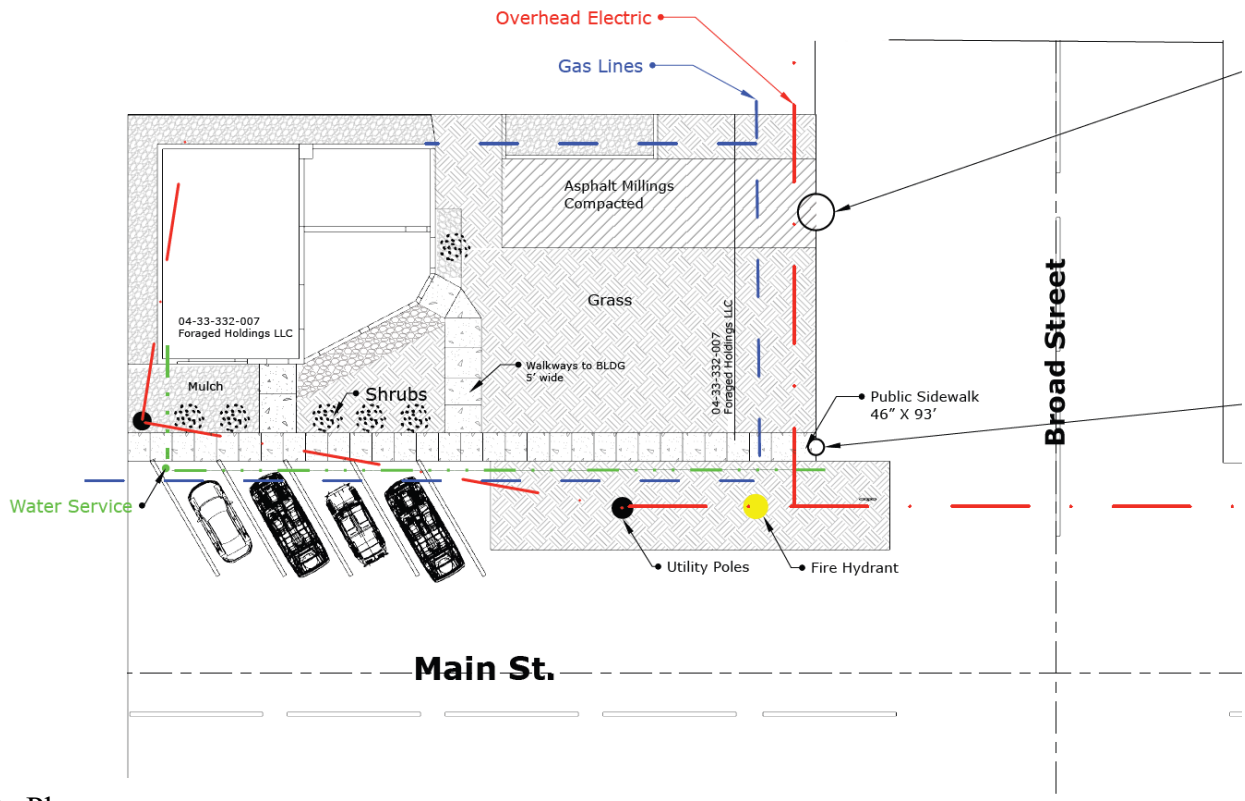 Overhead Electric
Gas Lines
Asphalt Millings
Compacted
Grass
04-33-332-007
Foraged Holdings LLC
04-33-332-007
Foraged Holdings LLC
Broad Street
Mulch
Shrubs
Walkways to BLDG
5' wide
Public Sidewalk
46" X 93'
Water Service
Utility Poles
Fire Hydrant
Main St.